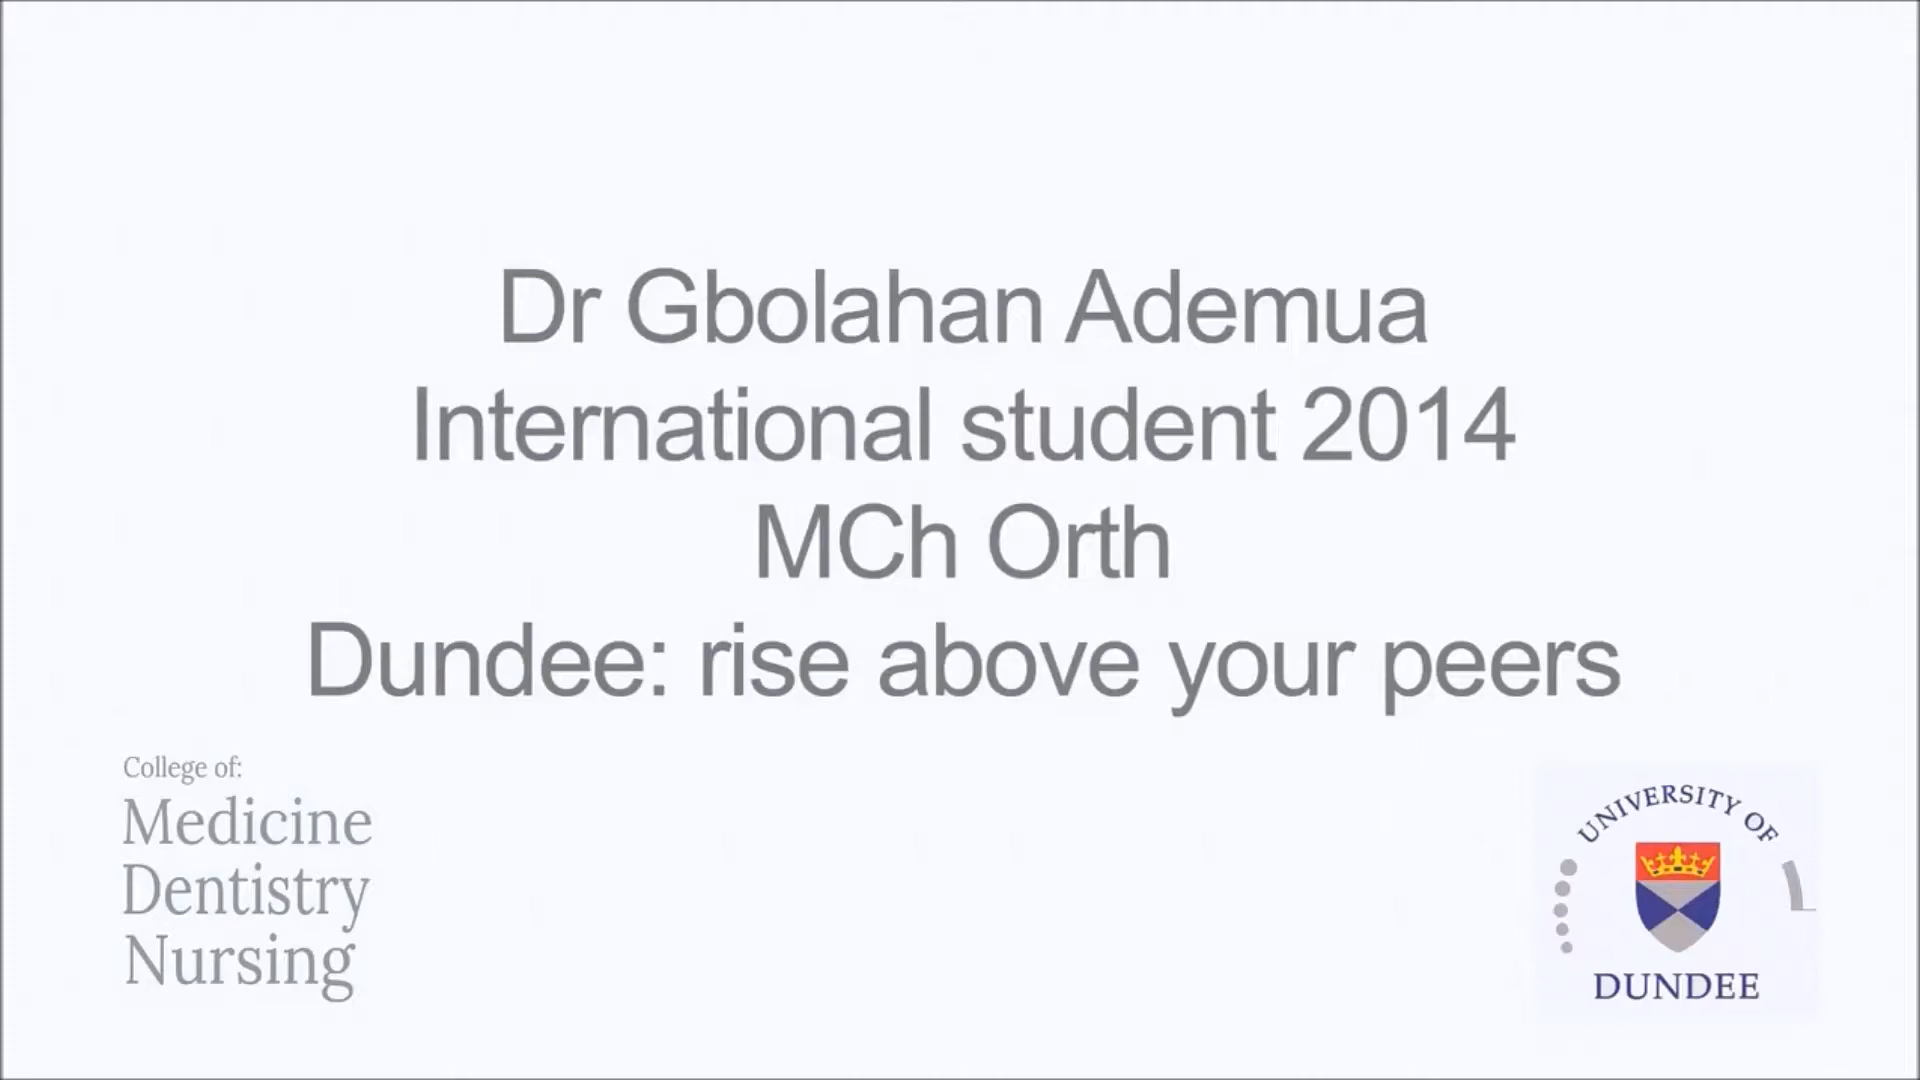 Dr Gbolahan Ademua
International student 2014
MCh Orth
Dundee: rise above your peers
College of:
Medicine
Dentistry
Nursing
UNIVERSITY OF
DUNDEE